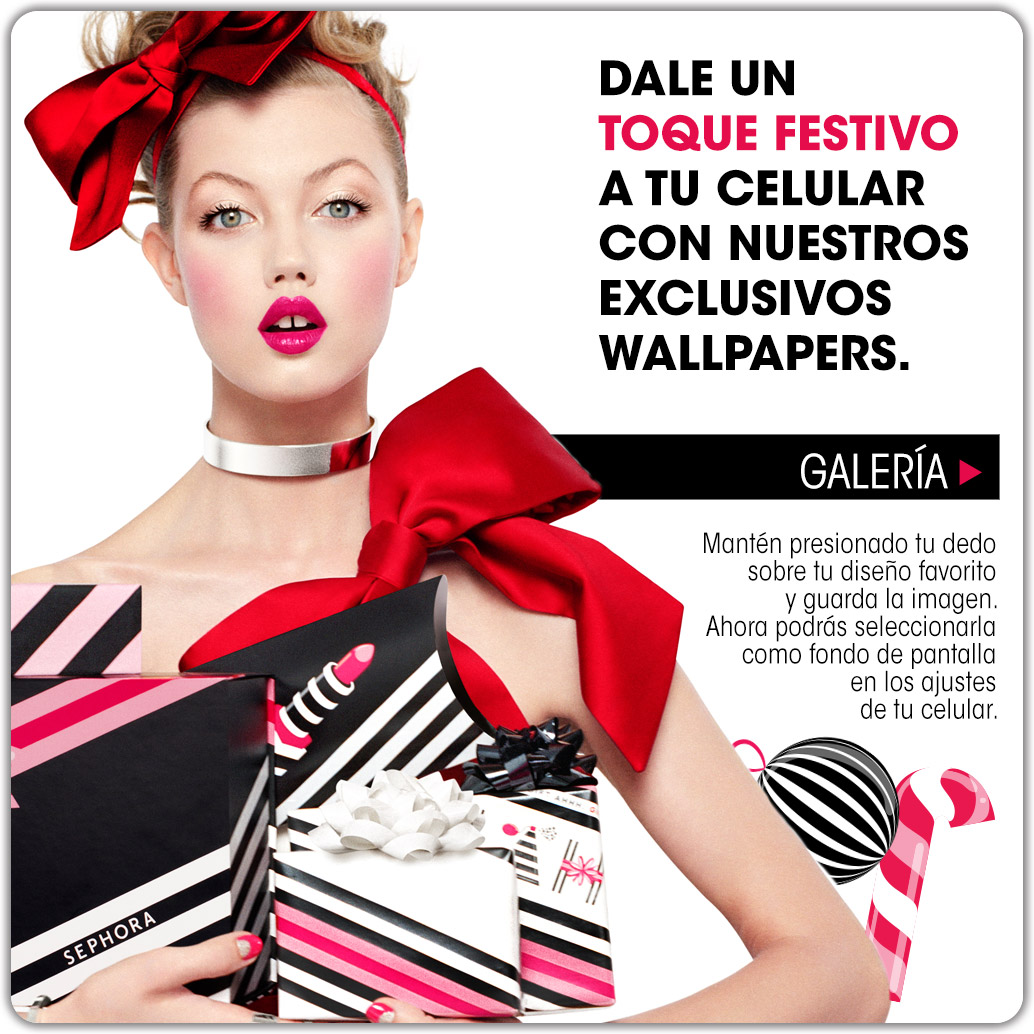 DALE UN
TOQUE FESTIVO
A TU CELULAR
CON NUESTROS
EXCLUSIVOS
WALLPAPERS.
GALERÍA
Mantén presionado tu dedo
sobre tu diseño favorito
y guarda la imagen.
Ahora podrás seleccionarla
como fondo de pantalla
en los ajustes
de tu celular.
SEPHORA